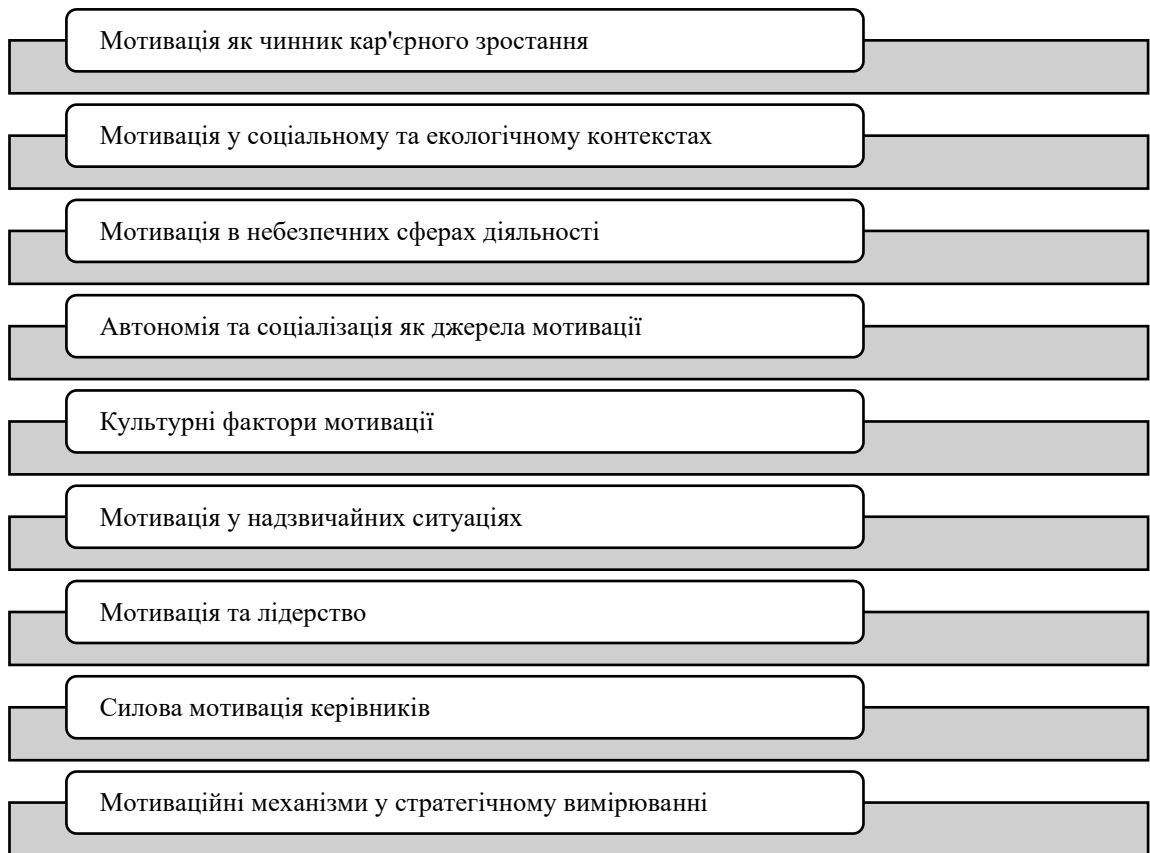 Мотивація як чинник кар'єрного зростання
Мотивація у соціальному та екологічному контекстах
Мотивація в небезпечних сферах діяльності
Автономія та соціалізація як джерела мотивації
Культурні фактори мотивації
Мотивація у надзвичайних ситуаціях
Мотивація та лідерство
Силова мотивація керівників
Мотиваційні механізми у стратегічному вимірюванні